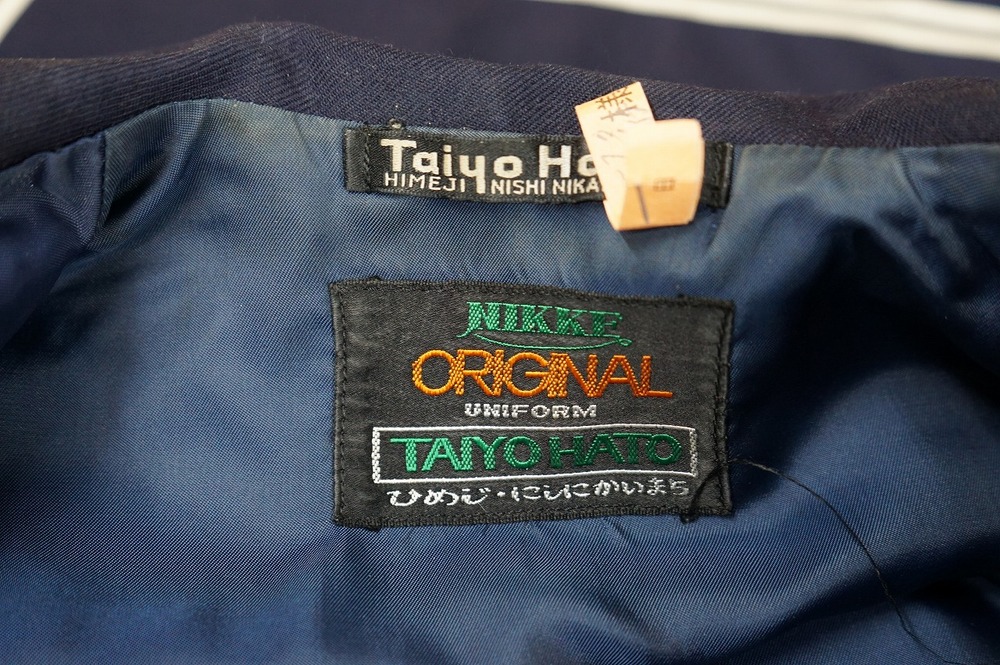 Taiyo Ha
HIMEJI NISHI NIKA
様
NIKKE
ORIGINAL
UNIFORM
TAIYO HATO
ひめじ・にしにかいまち